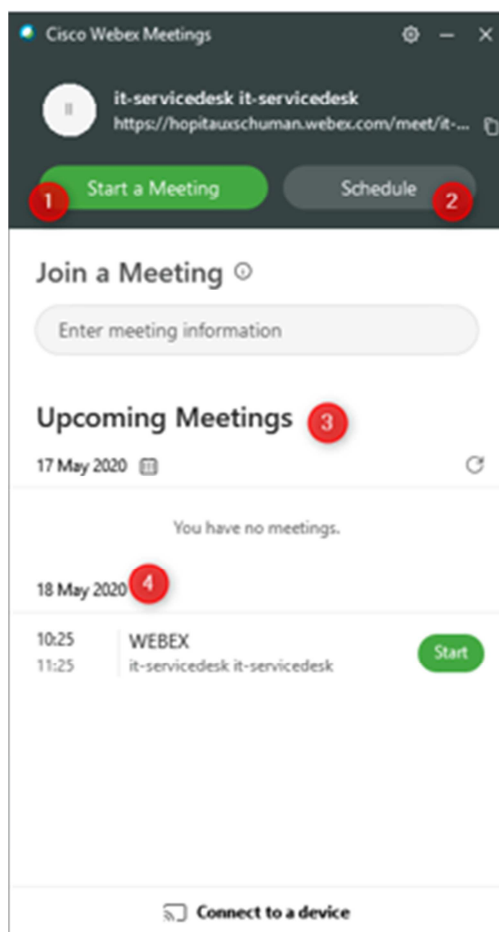 Cisco Webex Meetings
it-servicedesk it-servicedesk
https://hopitauxschuman.webex.com/meet/it-...
1 Start a Meeting Schedule 2
Join a Meeting
Enter meeting information
Upcoming Meetings 3
17 May 2020
You have no meetings.
18 May 2020 4
10:25 WEBEX Start
11:25 it-servicedesk it-servicedesk
Connect to a device